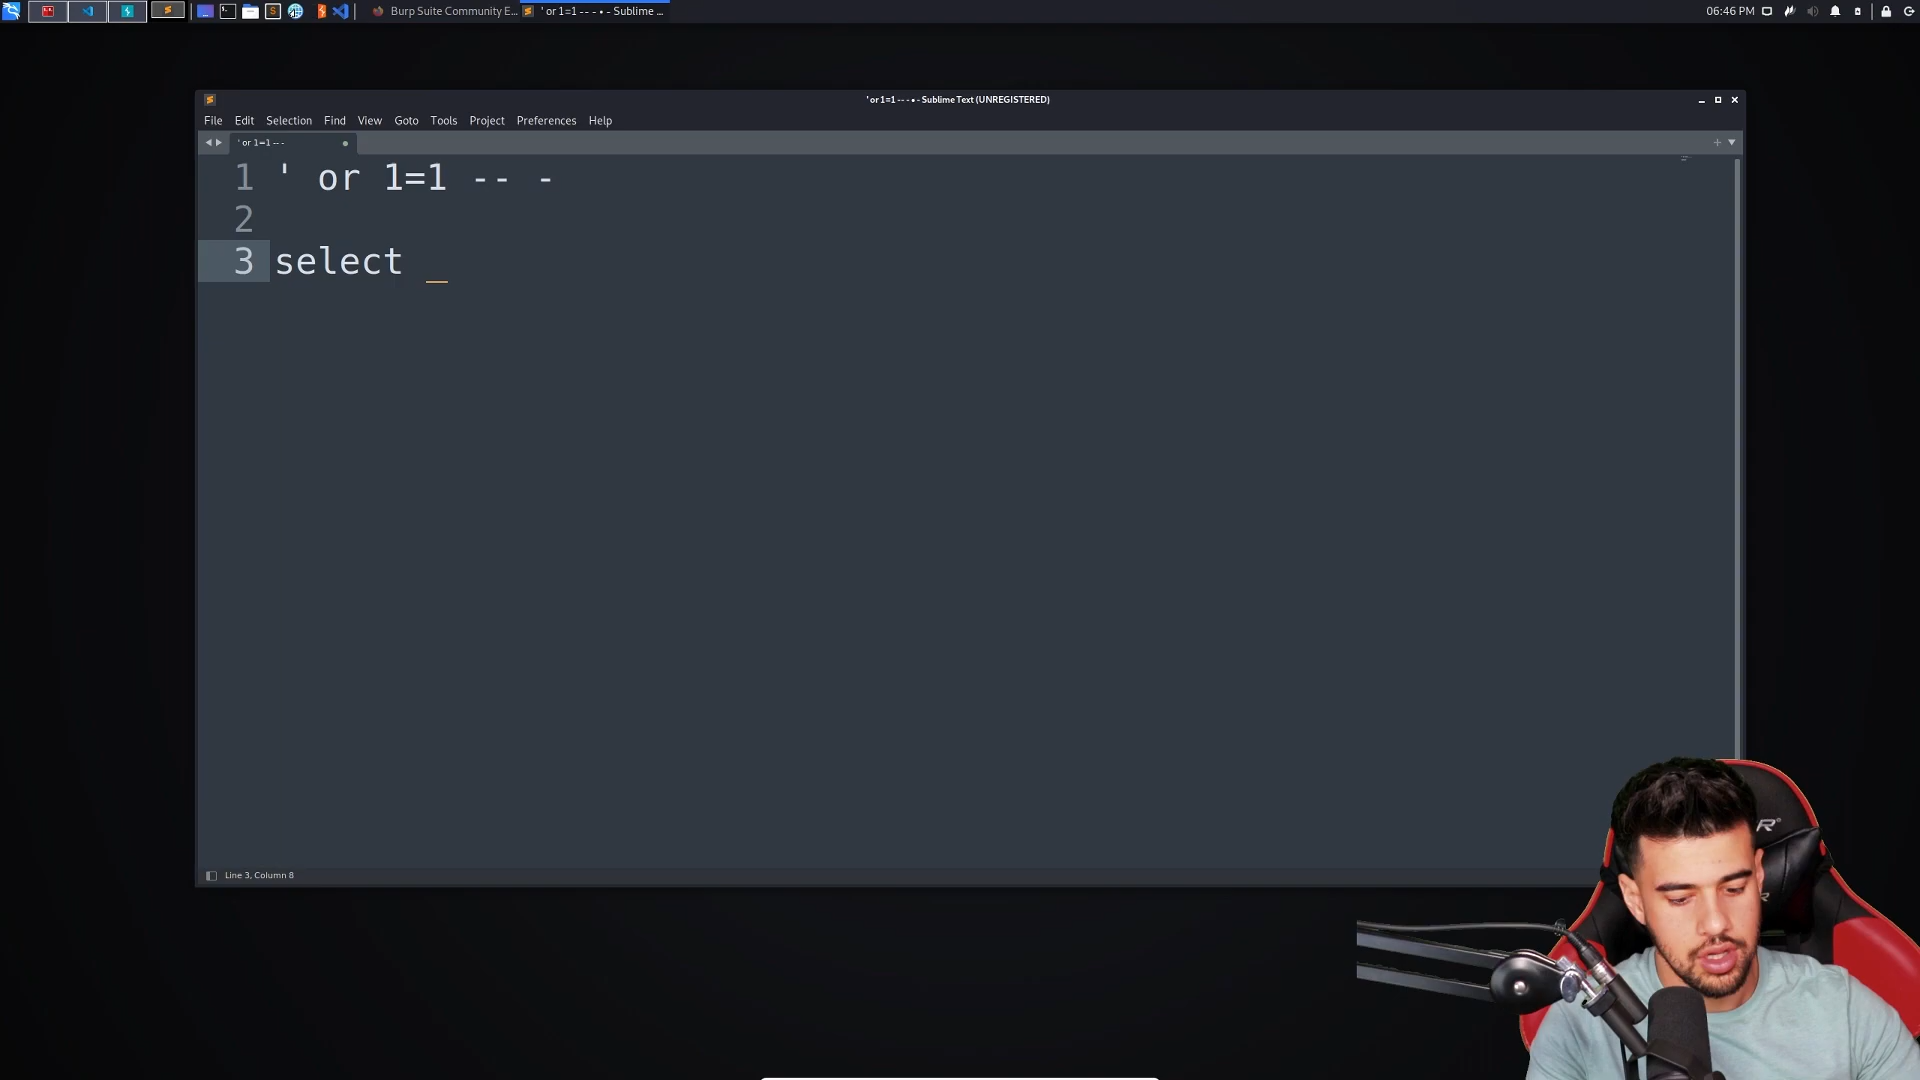 Burp Suite Community E...
' or 1=1 -- - • - Sublime ...
06:46 PM
' or 1=1 -- - • - Sublime Text (UNREGISTERED)
File Edit Selection Find View Goto Tools Project Preferences Help
' or 1=1 -- -
1 ' or 1=1 -- -
2
3 select _
Line 3, Column 8